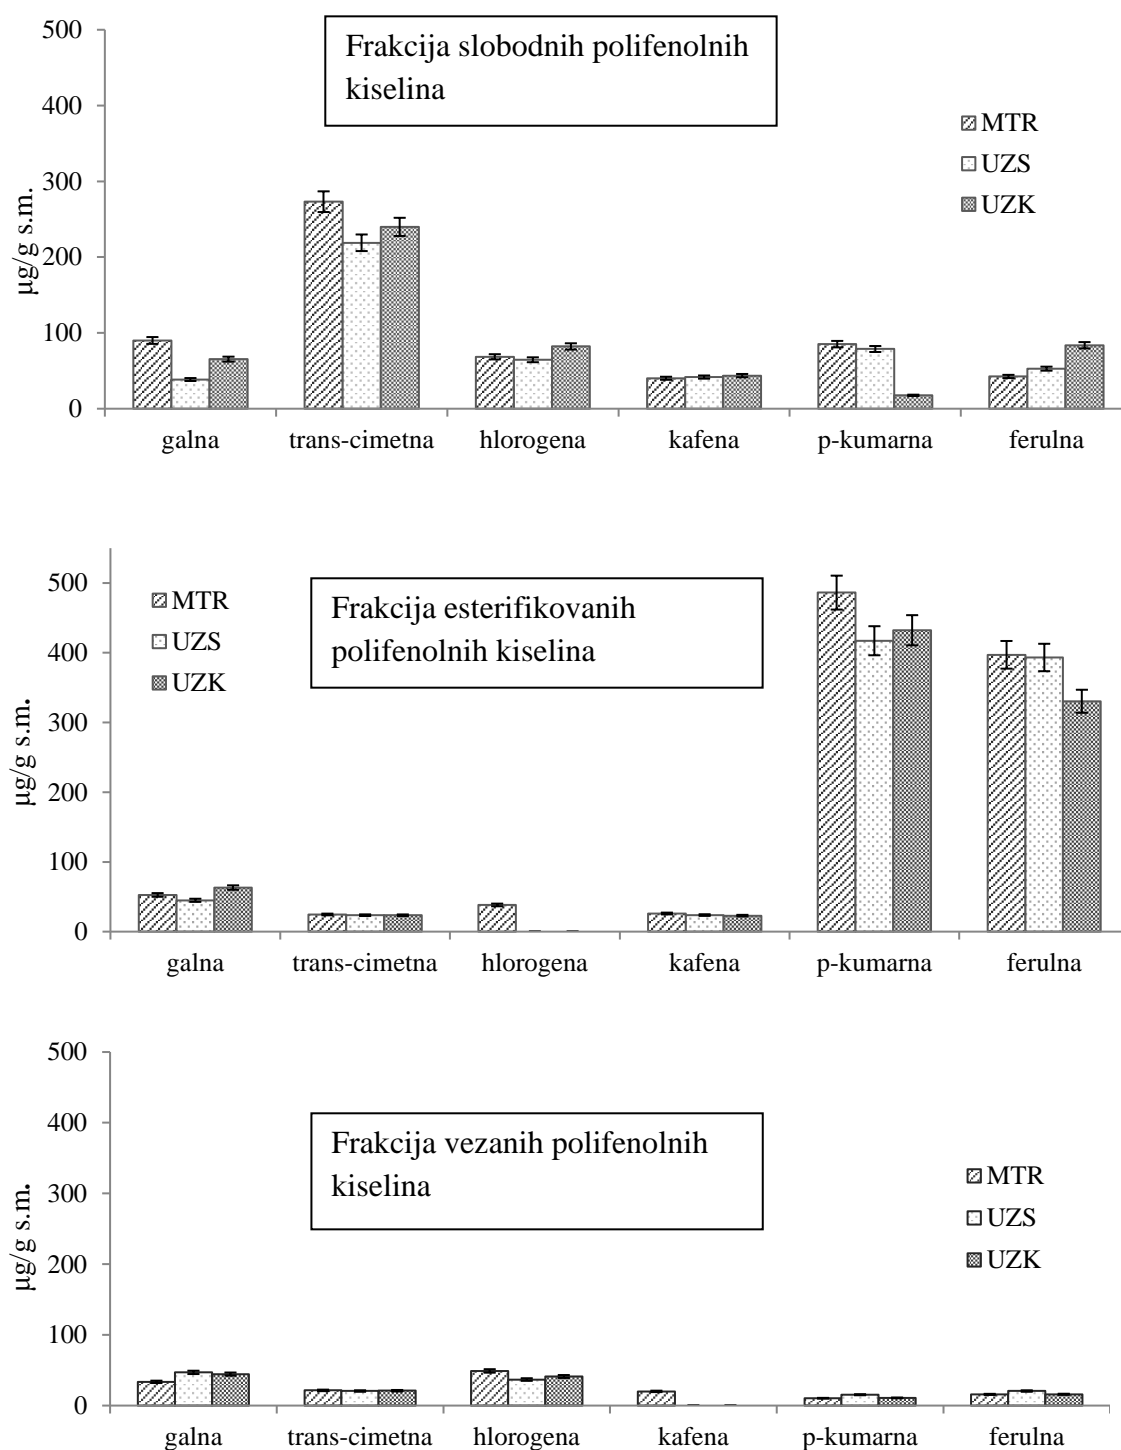 Frakcija slobodnih polifenolnih
kiselina
500
400
300
200
100
0
µg/g s.m.
MTR
UZS
UZK
galna trans-cimetna hlorogena kafena p-kumarna ferulna
Frakcija esterifikovanih
polifenolnih kiselina
500
400
300
200
100
0
µg/g s.m.
MTR
UZS
UZK
galna trans-cimetna hlorogena kafena p-kumarna ferulna
Frakcija vezanih polifenolnih
kiselina
500
400
300
200
100
0
µg/g s.m.
MTR
UZS
UZK
galna trans-cimetna hlorogena kafena p-kumarna ferulna